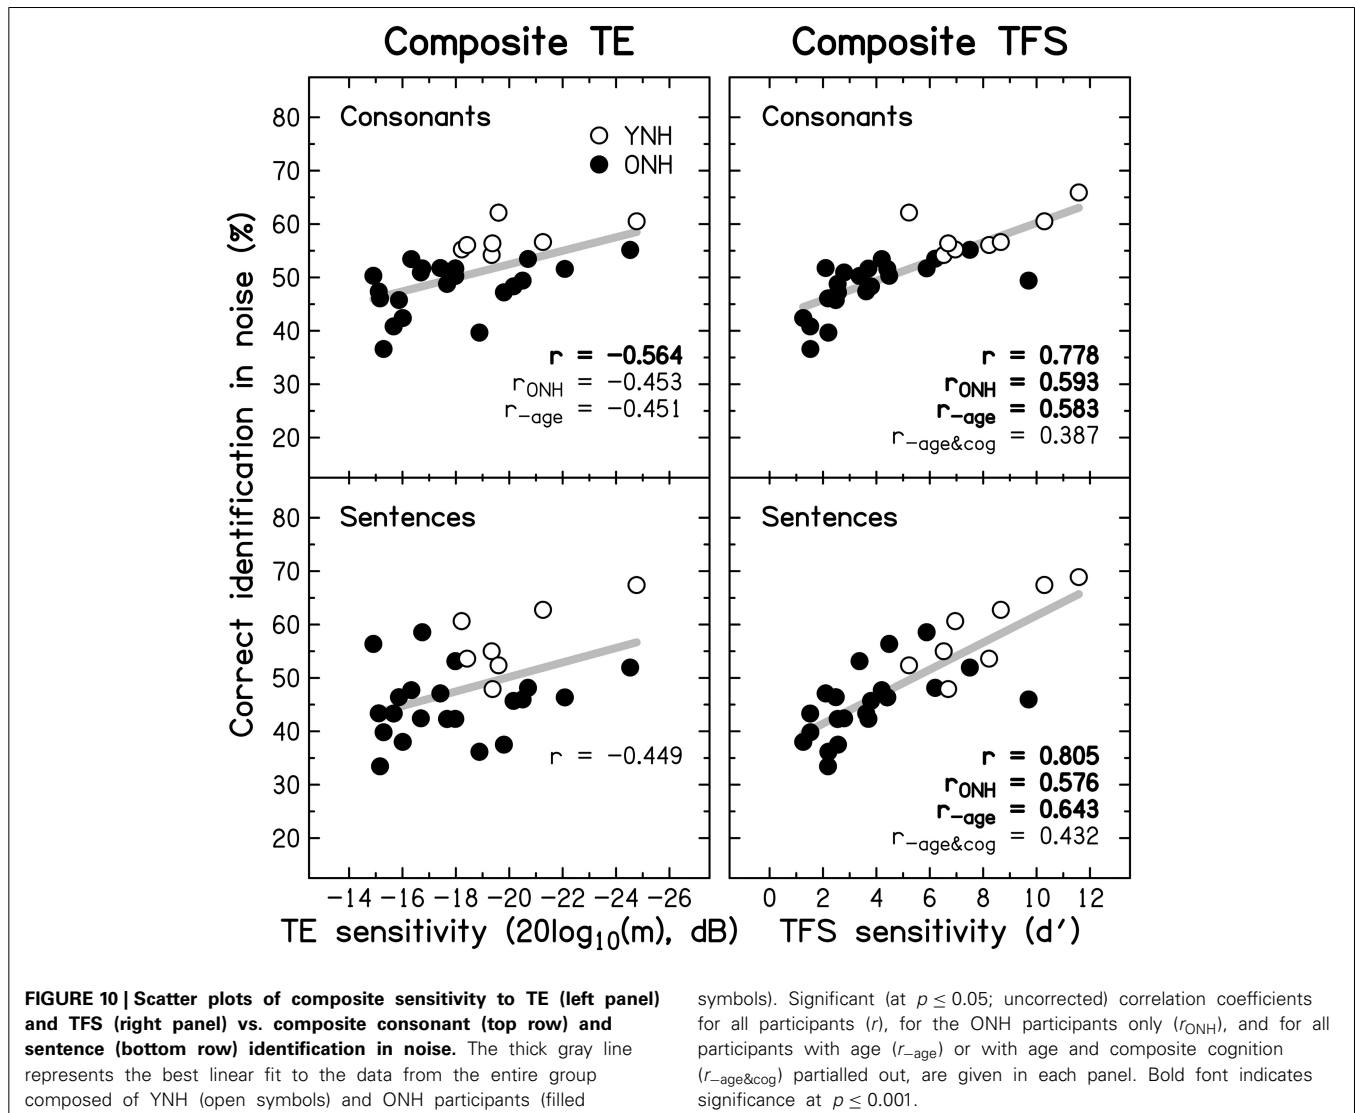 Composite TE
Composite TFS
Correct identification in noise (%)
Consonants
YNH
ONH
80
70
60
50
40
30
20
r = −0.564
rONH = −0.453
r−age = −0.451
Consonants
r = 0.778
rONH = 0.593
r−age = 0.583
r−age&cog = 0.387
Sentences
80
70
60
50
40
30
20
r = −0.449
Sentences
r = 0.805
rONH = 0.576
r−age = 0.643
r−age&cog = 0.432
−14 −16 −18 −20 −22 −24 −26
0 2 4 6 8 10 12
TE sensitivity (20log10(m), dB)
TFS sensitivity (d′)
FIGURE 10 | Scatter plots of composite sensitivity to TE (left panel)
and TFS (right panel) vs. composite consonant (top row) and
sentence (bottom row) identification in noise. The thick gray line
represents the best linear fit to the data from the entire group
composed of YNH (open symbols) and ONH participants (filled
symbols). Significant (at p ≤ 0.05; uncorrected) correlation coefficients
for all participants (r), for the ONH participants only (rONH), and for all
participants with age (r−age) or with age and composite cognition
(r−age&cog) partialled out, are given in each panel. Bold font indicates
significance at p ≤ 0.001.